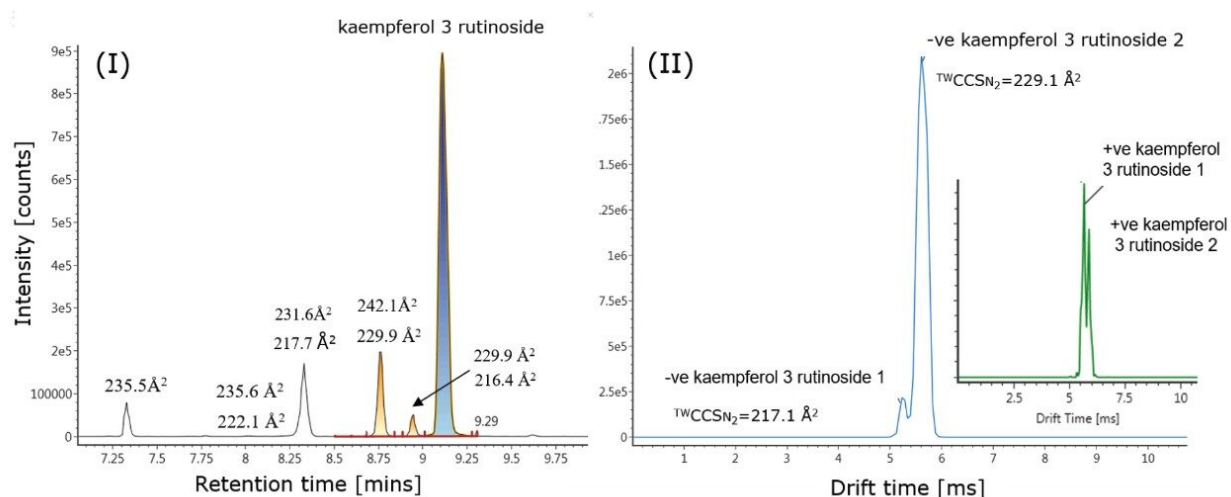 kaempferol 3 rutinoside
(I)
9e5
8e5
7e5
6e5
5e5
4e5
3e5
2e5
100000
0
Intensity [counts]
235.5Å²
235.6 Å²
222.1 Å²
231.6Å²
217.7 Å²
242.1Å²
229.9 Å²
229.9 Å²
216.4 Å²
9.29
7.25 7.5 7.75 8 8.25 8.5 8.75 9 9.25 9.5 9.75
Retention time [mins]
(II)
-ve kaempferol 3 rutinoside 2
TWCCSN₂=229.1 Å²
2e6
.75e6
1.5e6
.25e6
1e6
7.5e5
5e5
2.5e5
0
-ve kaempferol 3 rutinoside 1
TWCCSN₂=217.1 Å²
+ve kaempferol
3 rutinoside 1
+ve kaempferol
3 rutinoside 2
2.5 5.0 7.5 10.0
Drift Time [ms]
1 2 3 4 5 6 7 8 9 10
Drift time [ms]